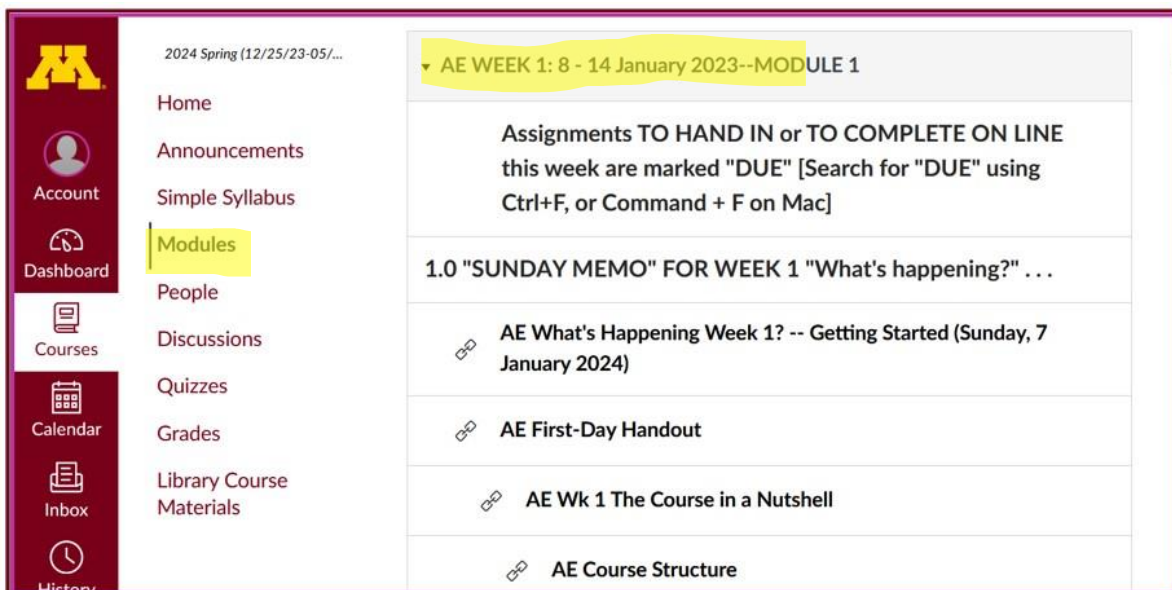 M
Account
Dashboard
Courses
Calendar
Inbox
History
2024 Spring (12/25/23-05/...
Home
Announcements
Simple Syllabus
Modules
People
Discussions
Quizzes
Grades
Library Course
Materials
AE WEEK 1: 8 - 14 January 2023--MODULE 1
Assignments TO HAND IN or TO COMPLETE ON LINE
this week are marked "DUE" [Search for "DUE" using
Ctrl+F, or Command + F on Mac]
1.0 "SUNDAY MEMO" FOR WEEK 1 "What's happening?" . . .
AE What's Happening Week 1? -- Getting Started (Sunday, 7
January 2024)
AE First-Day Handout
AE Wk 1 The Course in a Nutshell
AE Course Structure